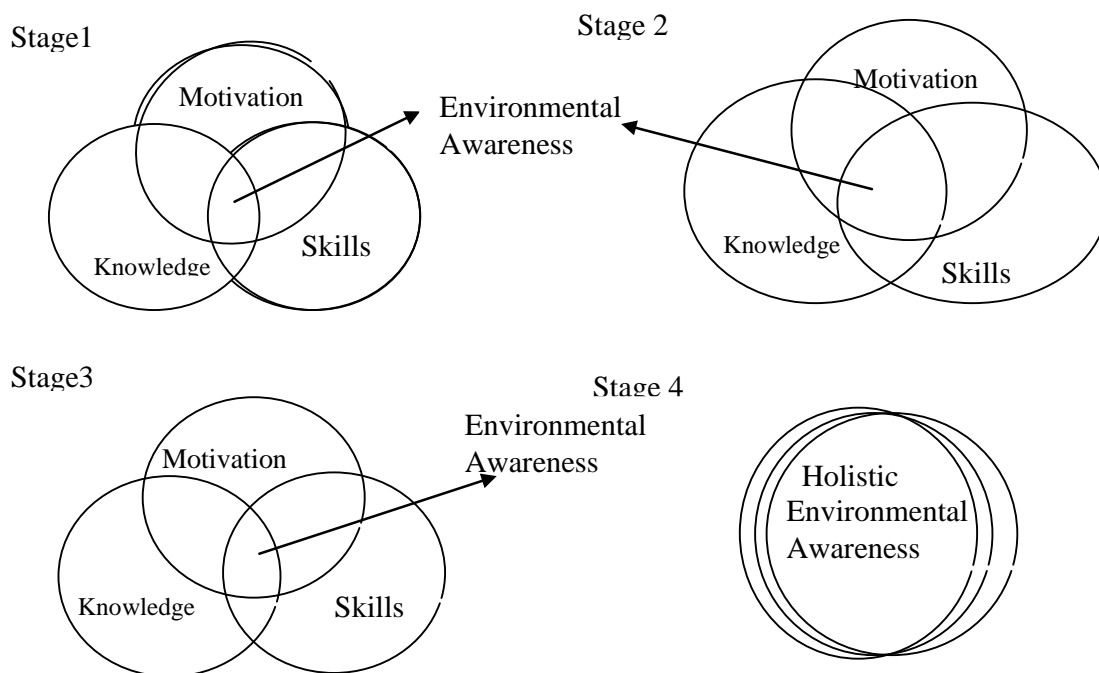 Stage1
Motivation
Knowledge
Skills
Environmental
Awareness
Stage 2
Motivation
Knowledge
Skills
Stage3
Motivation
Knowledge
Skills
Environmental
Awareness
Stage 4
Holistic
Environmental
Awareness